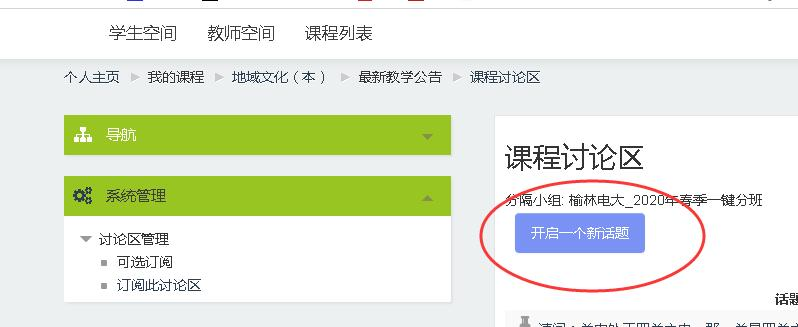 学生空间 教师空间 课程列表
个人主页 ▶ 我的课程 ▶ 地域文化（本） ▶ 最新教学公告 ▶ 课程讨论区
导航
系统管理
讨论区管理
可选订阅
订阅此讨论区
课程讨论区
分隔小组: 榆林电大_2020年春季一键分班
开启一个新话题
话题